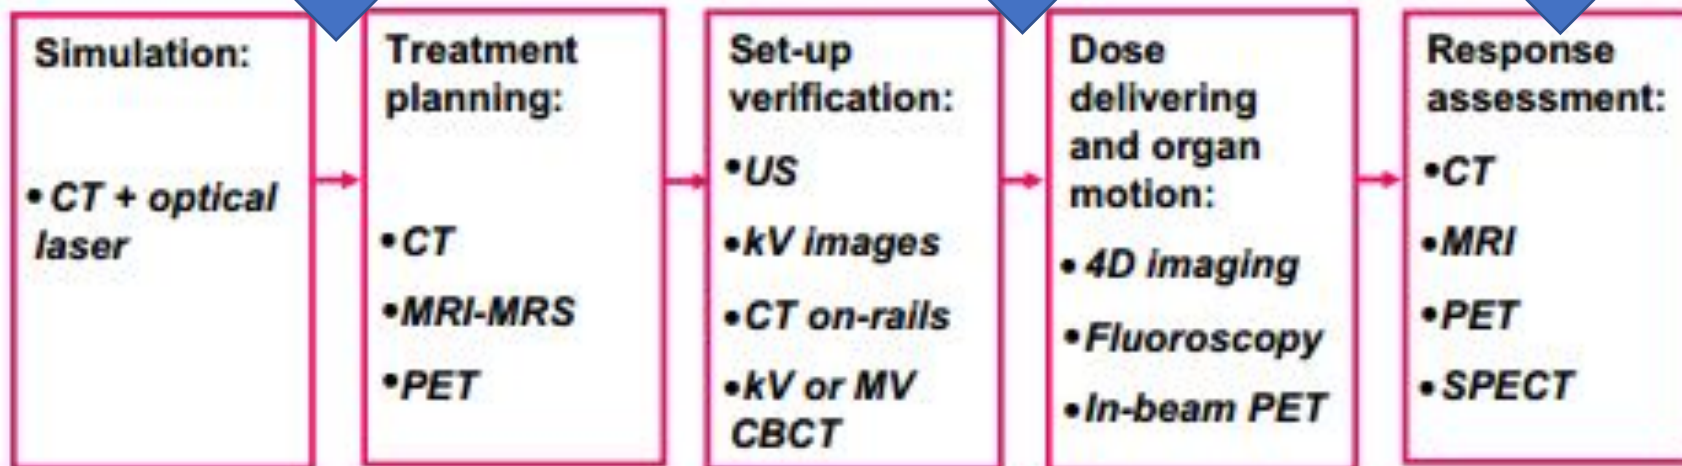 Simulation:
• CT + optical
laser
Treatment
planning:
•CT
•MRI-MRS
•PET
Set-up
verification:
•US
•kV images
•CT on-rails
•kV or MV
CBCT
Dose
delivering
and organ
motion:
• 4D imaging
•Fluoroscopy
•In-beam PET
Response
assessment:
•CT
•MRI
•PET
•SPECT